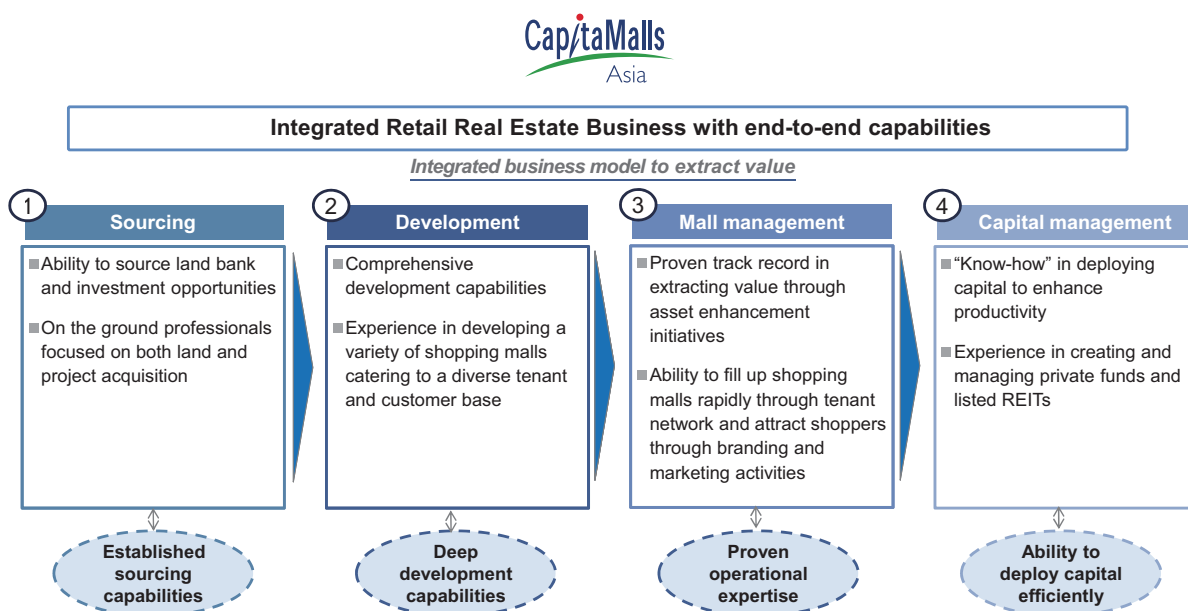 CapitaMalls
Asia
Integrated Retail Real Estate Business with end-to-end capabilities
Integrated business model to extract value
1
Sourcing
Ability to source land bank
and investment opportunities
On the ground professionals
focused on both land and
project acquisition
Established
sourcing
capabilities
2
Development
Comprehensive
development capabilities
Experience in developing a
variety of shopping malls
catering to a diverse tenant
and customer base
Deep
development
capabilities
3
Mall management
Proven track record in
extracting value through
asset enhancement
initiatives
Ability to fill up shopping
malls rapidly through tenant
network and attract shoppers
through branding and
marketing activities
Proven
operational
expertise
4
Capital management
“Know-how” in deploying
capital to enhance
productivity
Experience in creating and
managing private funds and
listed REITs
Ability to
deploy capital
efficiently